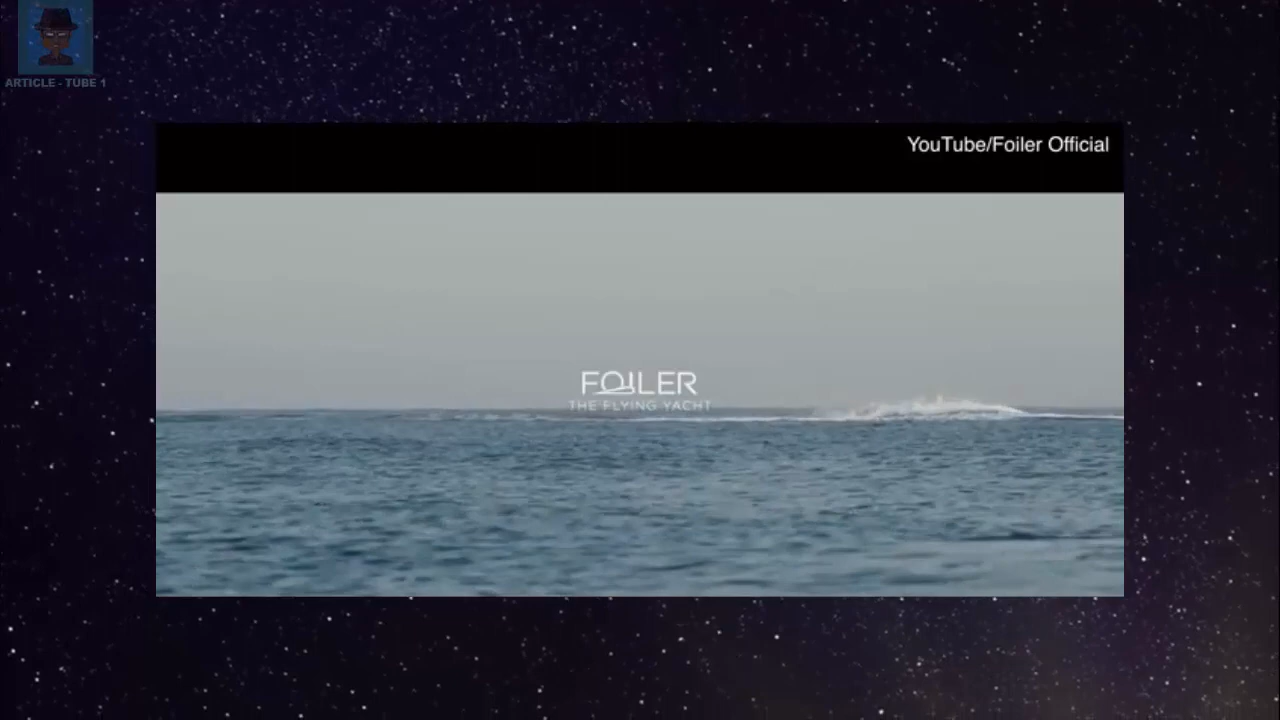 ARTICLE - TUBE 1
YouTube/Foiler Official
FOILER
THE FLYING YACHT